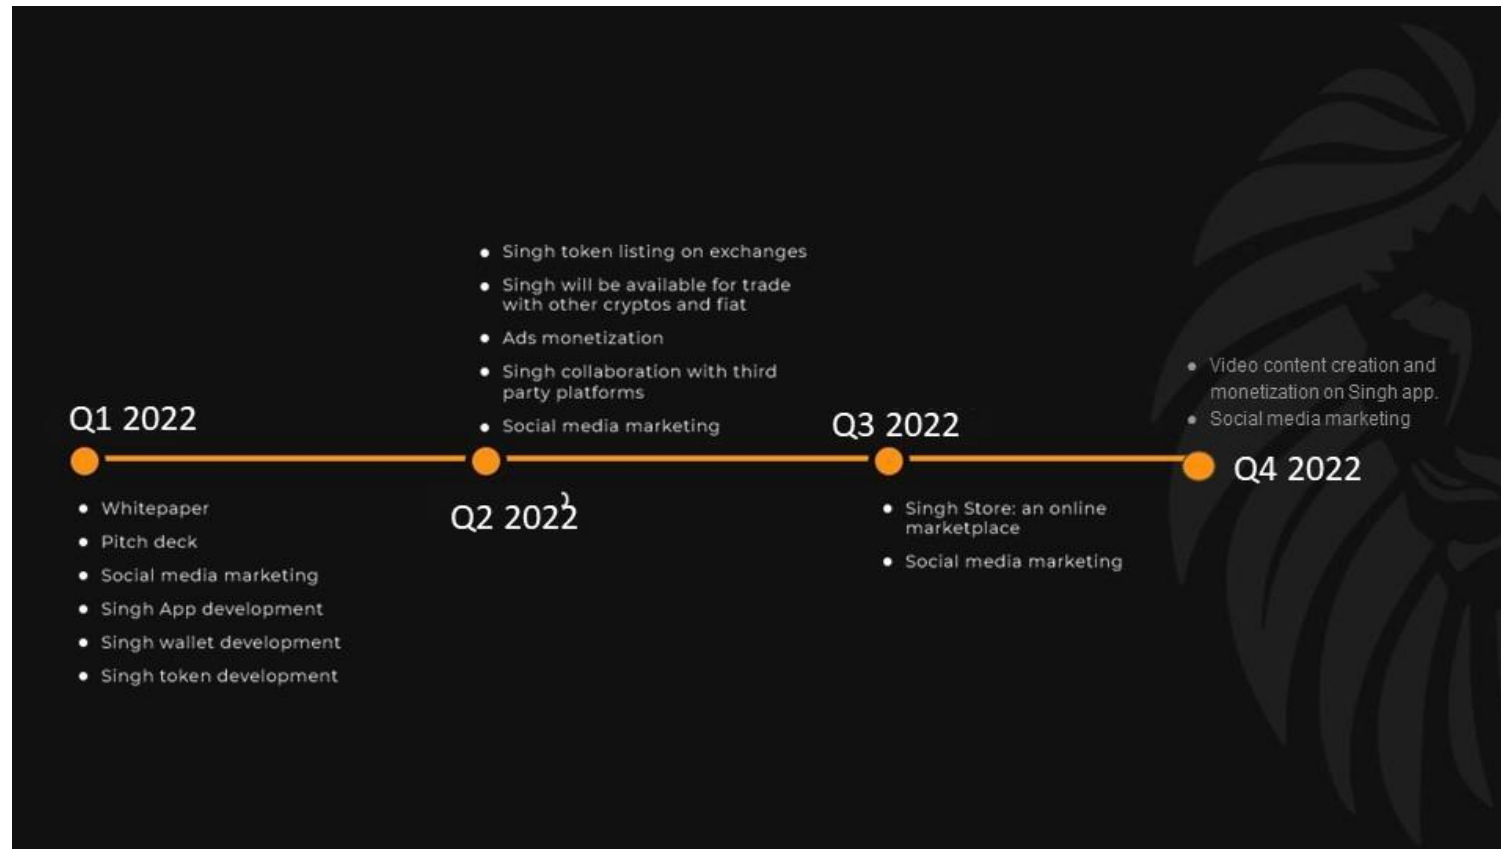 Q1 2022
• Whitepaper
• Pitch deck
• Social media marketing
• Singh App development
• Singh wallet development
• Singh token development
• Singh token listing on exchanges
• Singh will be available for trade
with other cryptos and fiat
• Ads monetization
• Singh collaboration with third
party platforms
• Social media marketing
Q2 2022
Q3 2022
• Singh Store: an online
marketplace
• Social media marketing
• Video content creation and
monetization on Singh app.
• Social media marketing
Q4 2022